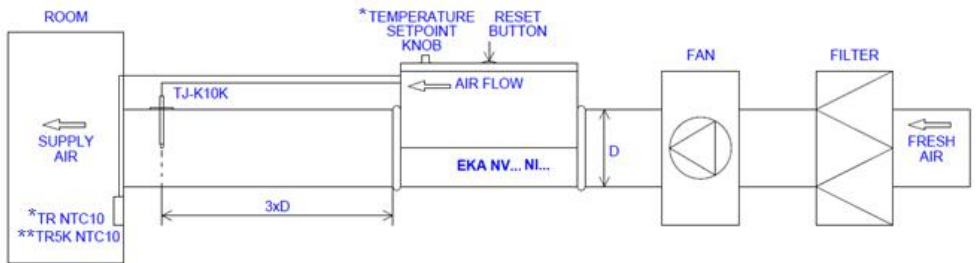 ROOM
*TEMPERATURE
SETPOINT
KNOB
RESET
BUTTON
FAN
FILTER
TJ-K10K
AIR FLOW
SUPPLY
AIR
D
FRESH
AIR
EKA NV... NI...
3xD
*TR NTC10
**TR5K NTC10